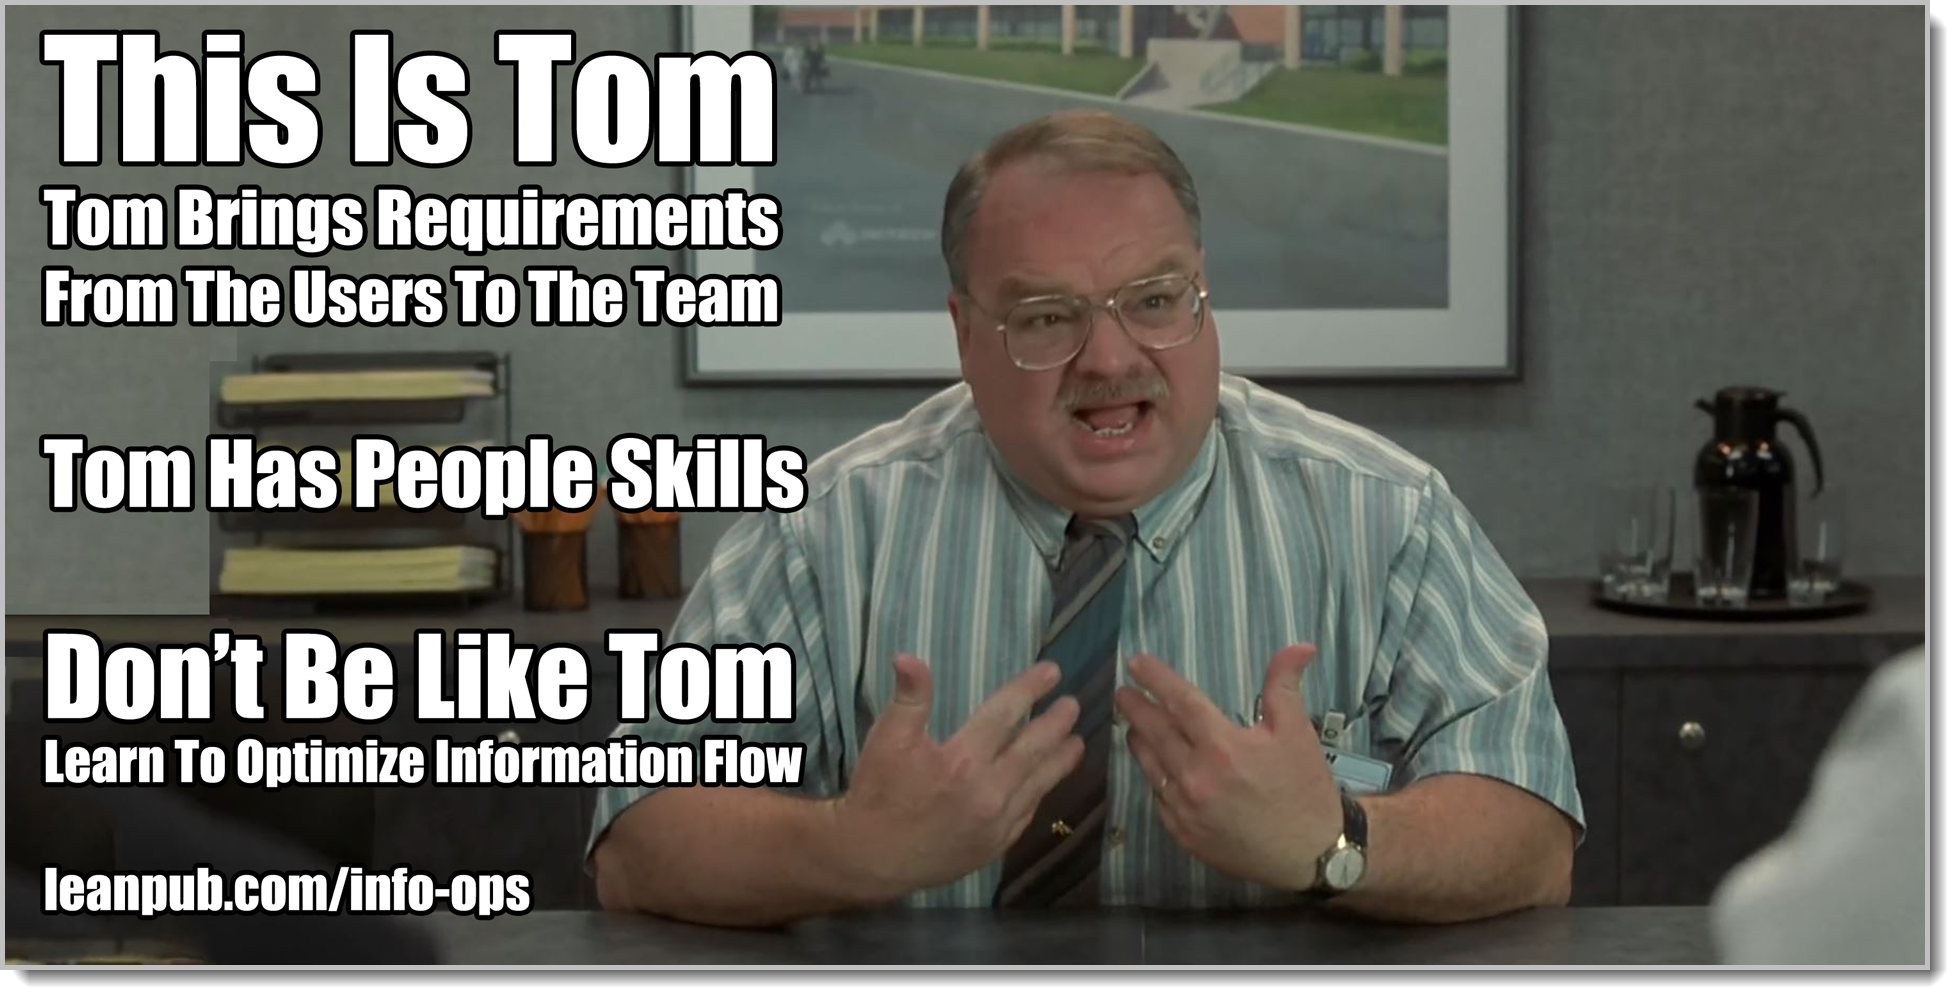 This Is Tom
Tom Brings Requirements
From The Users To The Team
Tom Has People Skills
Don't Be Like Tom
Learn To Optimize Information Flow
leanpub.com/info-ops